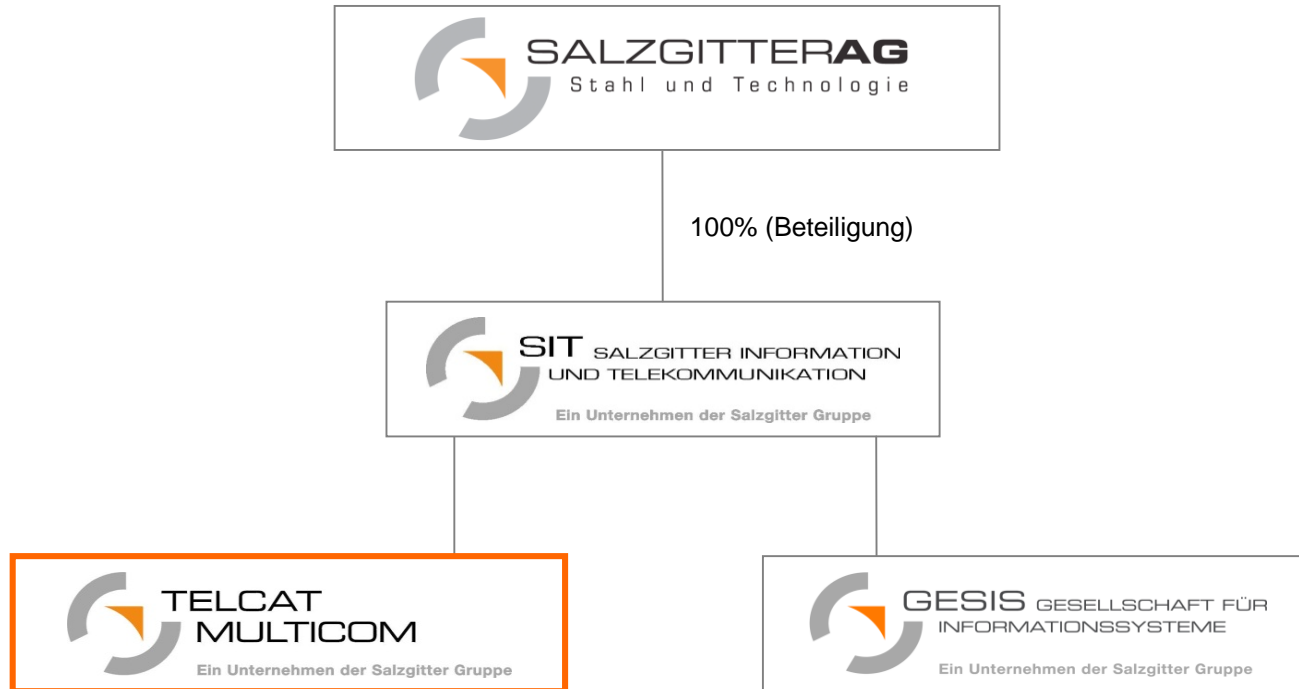 SALZGITTERAG
Stahl und Technologie
100% (Beteiligung)
SIT SALZGITTER INFORMATION
UND TELEKOMMUNIKATION
Ein Unternehmen der Salzgitter Gruppe
TELCAT
MULTICOM
Ein Unternehmen der Salzgitter Gruppe
GESIS GESELLSCHAFT FÜR
INFORMATIONSSYSTEME
Ein Unternehmen der Salzgitter Gruppe